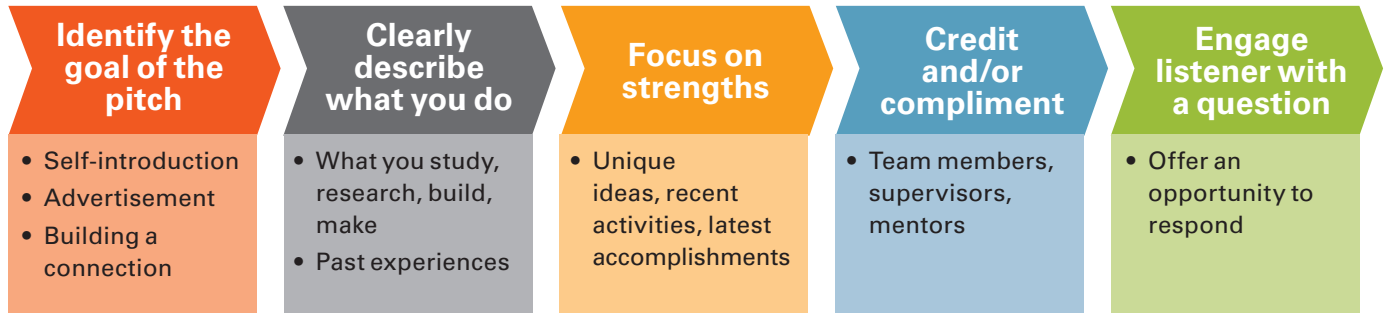 Identify the
goal of the
pitch
• Self-introduction
• Advertisement
• Building a
connection
Clearly
describe
what you do
• What you study,
research, build,
make
• Past experiences
Focus on
strengths
• Unique
ideas, recent
activities, latest
accomplishments
Credit
and/or
compliment
• Team members,
supervisors,
mentors
Engage
listener with
a question
• Offer an
opportunity to
respond